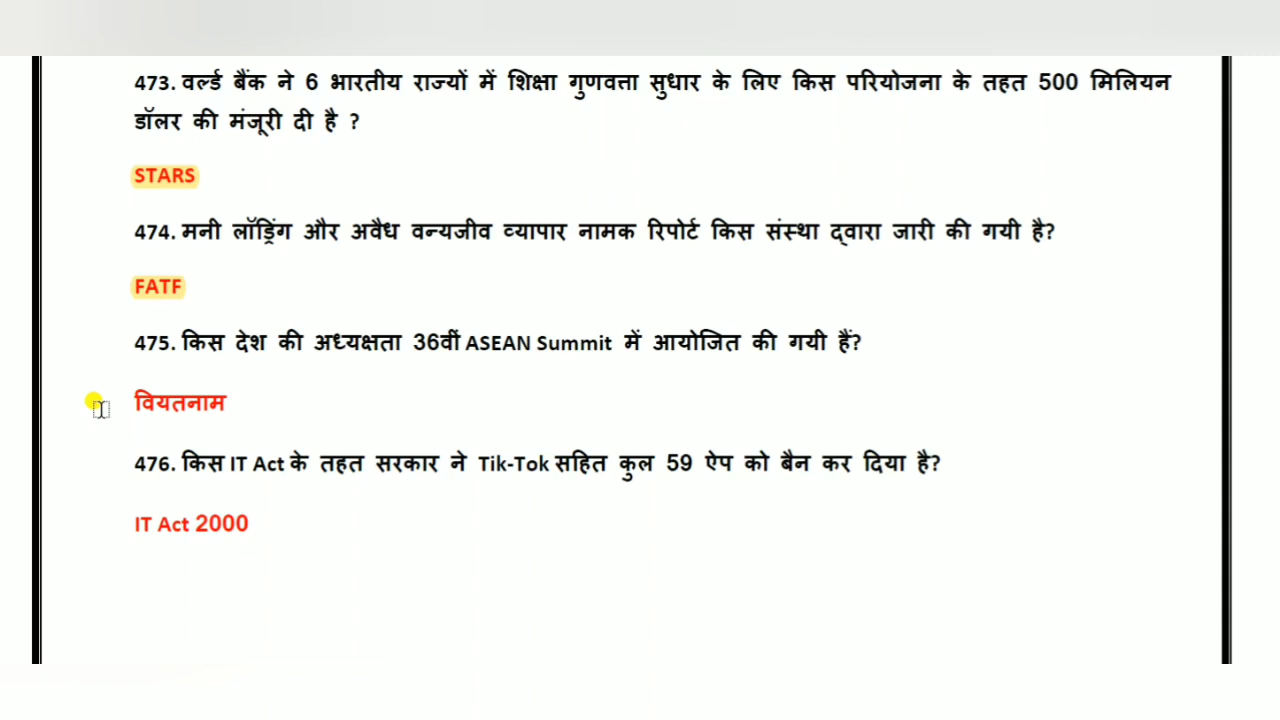 473. वर्ल्ड बैंक ने 6 भारतीय राज्यों में शिक्षा गुणवत्ता सुधार के लिए किस परियोजना के तहत 500 मिलियन
डॉलर की मंजूरी दी है ?
STARS
474. मनी लॉड्रिंग और अवैध वन्यजीव व्यापार नामक रिपोर्ट किस संस्था द्वारा जारी की गयी है?
FATF
475. किस देश की अध्यक्षता 36वीं ASEAN Summit में आयोजित की गयी हैं?
वियतनाम
476. किस IT Act के तहत सरकार ने Tik-Tok सहित कुल 59 ऐप को बैन कर दिया है?
IT Act 2000